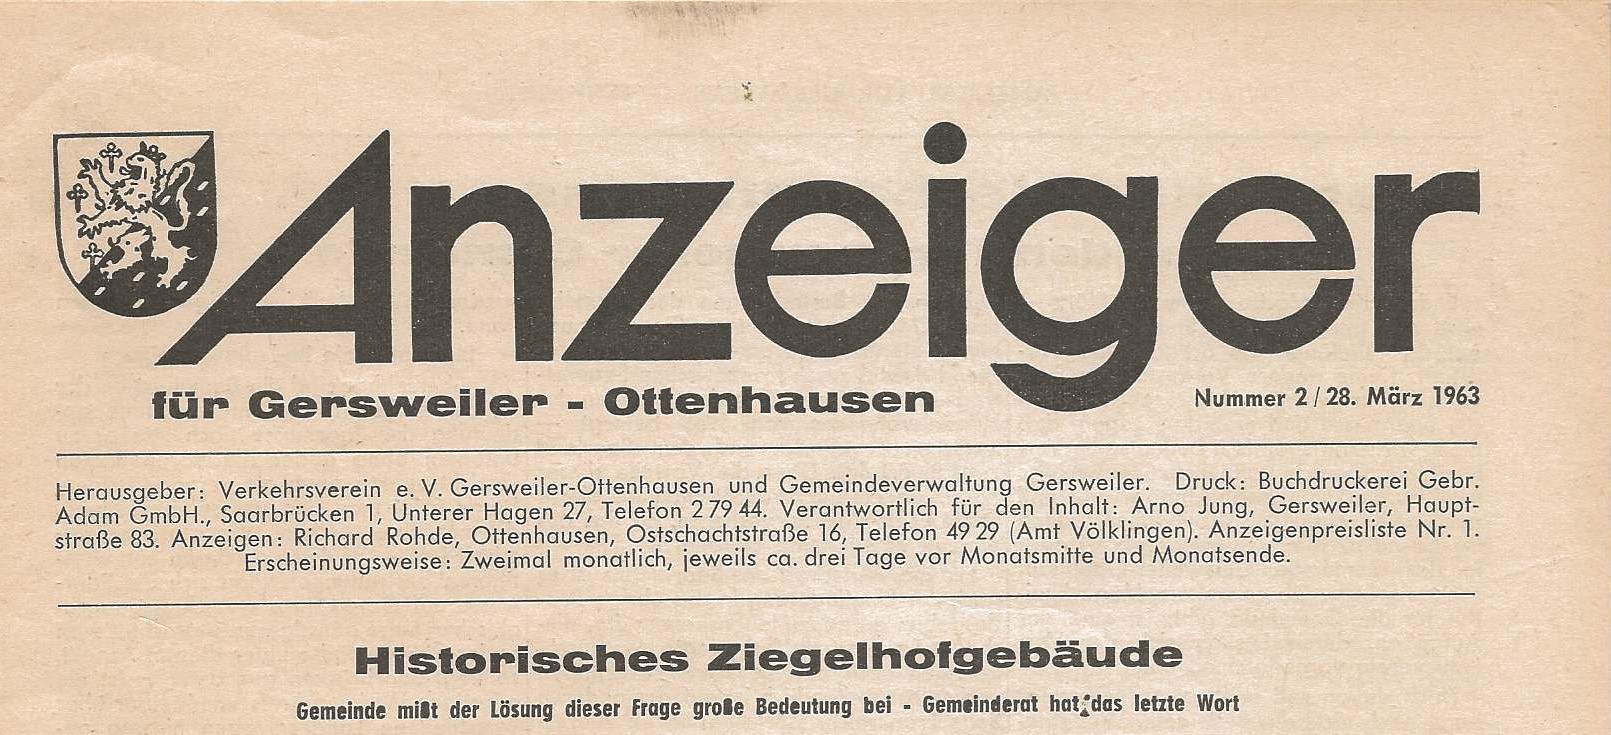 Anzeiger
für Gersweiler - Ottenhausen
Nummer 2 / 28. März 1963
Herausgeber: Verkehrsverein e. V. Gersweiler-Ottenhausen und Gemeindeverwaltung Gersweiler. Druck: Buchdruckerei Gebr.
Adam GmbH., Saarbrücken 1, Unterer Hagen 27, Telefon 2 79 44. Verantwortlich für den Inhalt: Arno Jung, Gersweiler, Haupt-
straße 83. Anzeigen: Richard Rohde, Ottenhausen, Ostschachtstraße 16, Telefon 49 29 (Amt Völklingen). Anzeigenpreisliste Nr. 1.
Erscheinungsweise: Zweimal monatlich, jeweils ca. drei Tage vor Monatsmitte und Monatsende.
Historisches Ziegelhofgebäude
Gemeinde mißt der Lösung dieser Frage große Bedeutung bei - Gemeinderat hat das letzte Wort